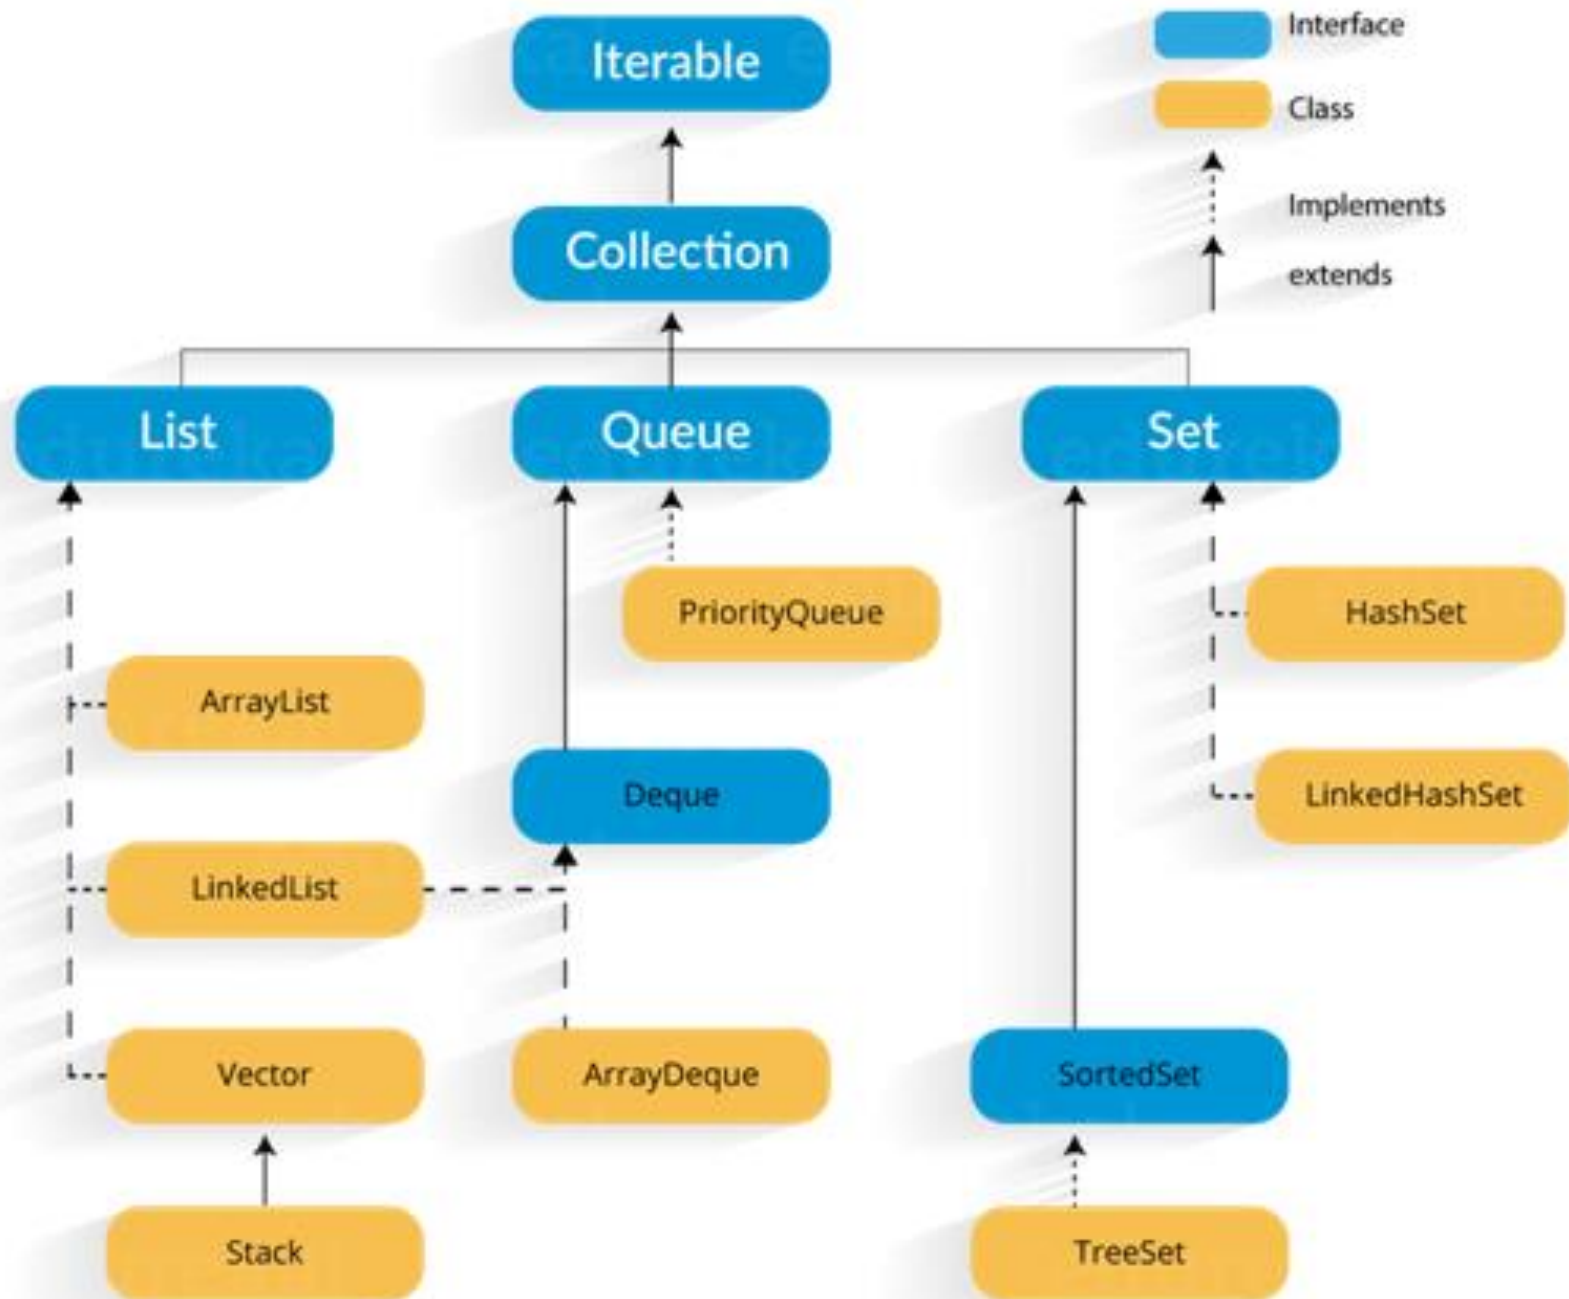 Iterable
Interface
Class
Implements
extends
Collection
List
Queue
Set
PriorityQueue
HashSet
ArrayList
Deque
LinkedHashSet
LinkedList
Vector
ArrayDeque
SortedSet
Stack
TreeSet